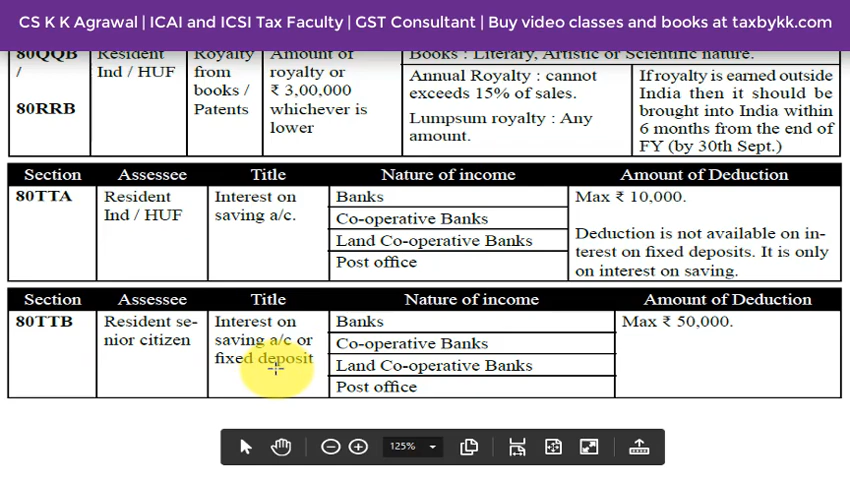 CS K K Agrawal | ICAI and ICSI Tax Faculty | GST Consultant | Buy video classes and books at taxbykk.com
80QQB
/
80RRB
Resident
Ind / HUF
Royalty
from
books /
Patents
Amount of
royalty or
₹ 3,00,000
whichever is
lower
Books : Literary, Artistic or Scientific nature.
Annual Royalty : cannot
exceeds 15% of sales.
Lumpsum royalty : Any
amount.
If royalty is earned outside
India then it should be
brought into India within
6 months from the end of
FY (by 30th Sept.)
Section Assessee Title Nature of income Amount of Deduction
80TTA
Resident
Ind / HUF
Interest on
saving a/c.
Banks
Co-operative Banks
Land Co-operative Banks
Post office
Max ₹ 10,000.
Deduction is not available on in-
terest on fixed deposits. It is only
on interest on saving.
Section Assessee Title Nature of income Amount of Deduction
80TTB
Resident se-
nior citizen
Interest on
saving a/c or
fixed deposit
Banks
Co-operative Banks
Land Co-operative Banks
Post office
Max ₹ 50,000.
125%